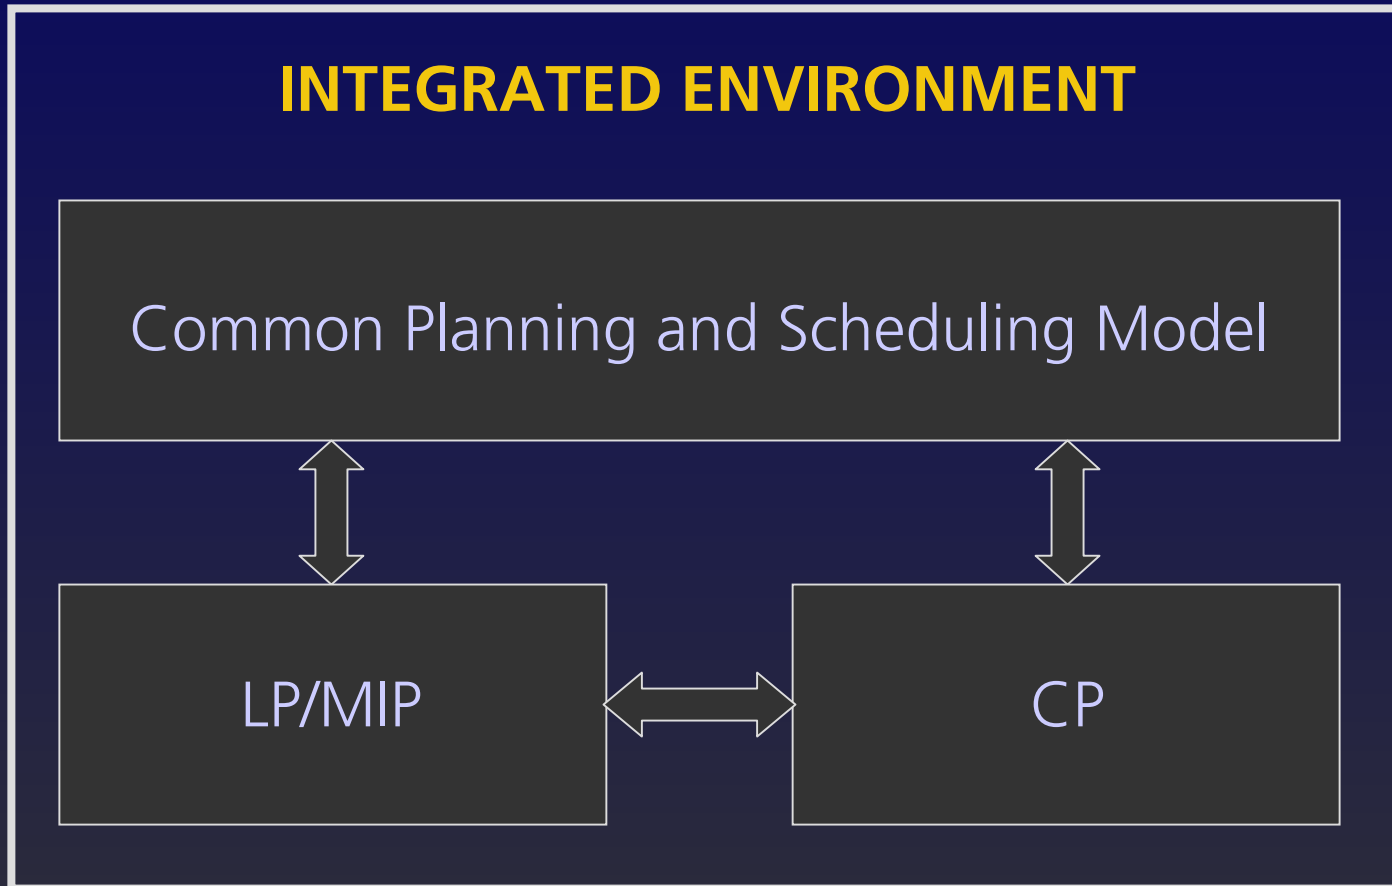 INTEGRATED ENVIRONMENT
Common Planning and Scheduling Model
LP/MIP
CP